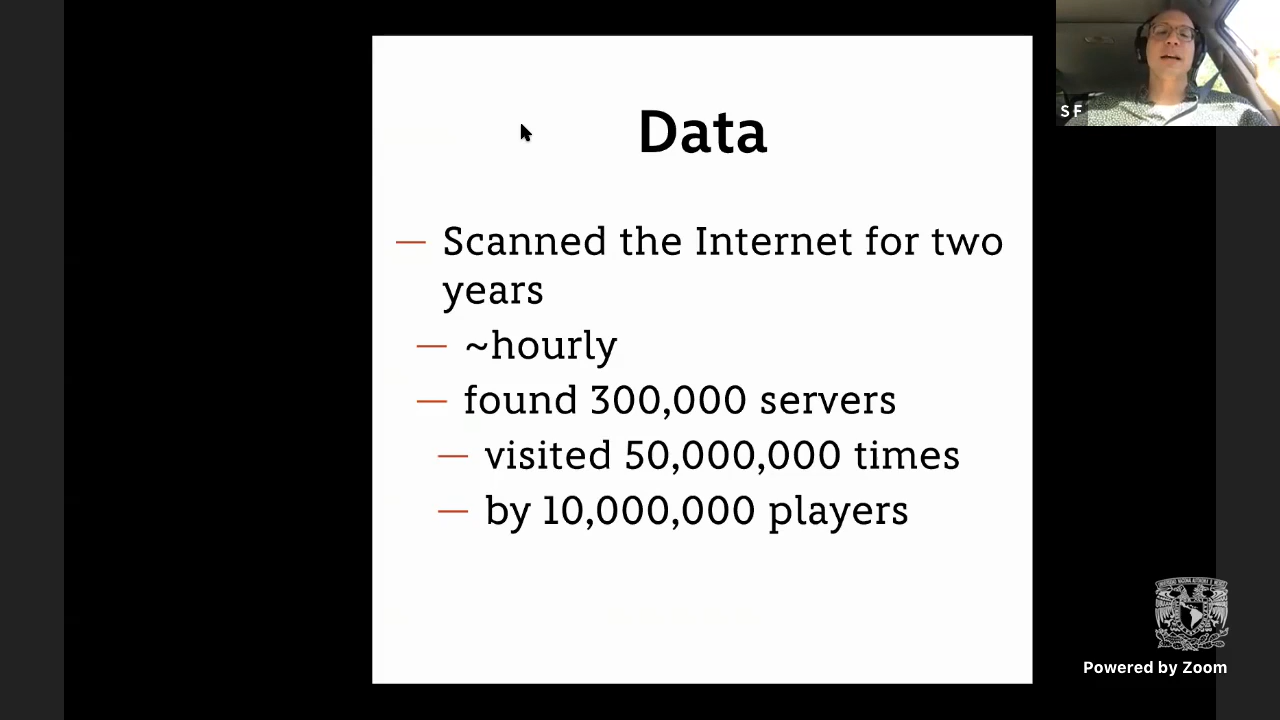 Data
— Scanned the Internet for two
years
— ~hourly
— found 300,000 servers
— visited 50,000,000 times
— by 10,000,000 players
S F
Powered by Zoom